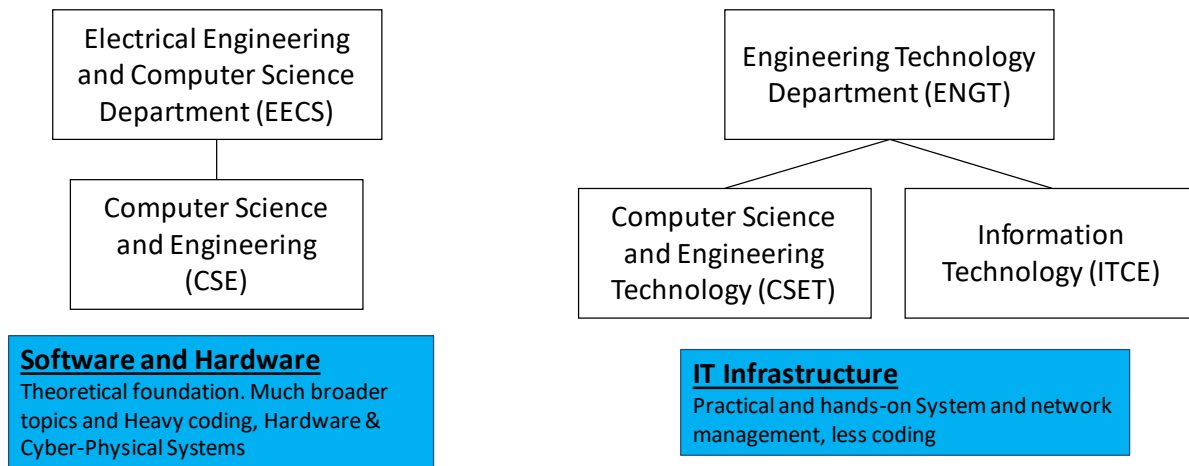 Electrical Engineering
and Computer Science
Department (EECS)
Computer Science
and Engineering
(CSE)
Software and Hardware
Theoretical foundation. Much broader
topics and Heavy coding, Hardware &
Cyber-Physical Systems
Engineering Technology
Department (ENGT)
Computer Science
and Engineering
Technology (CSET)
Information
Technology (ITCE)
IT Infrastructure
Practical and hands-on System and network
management, less coding